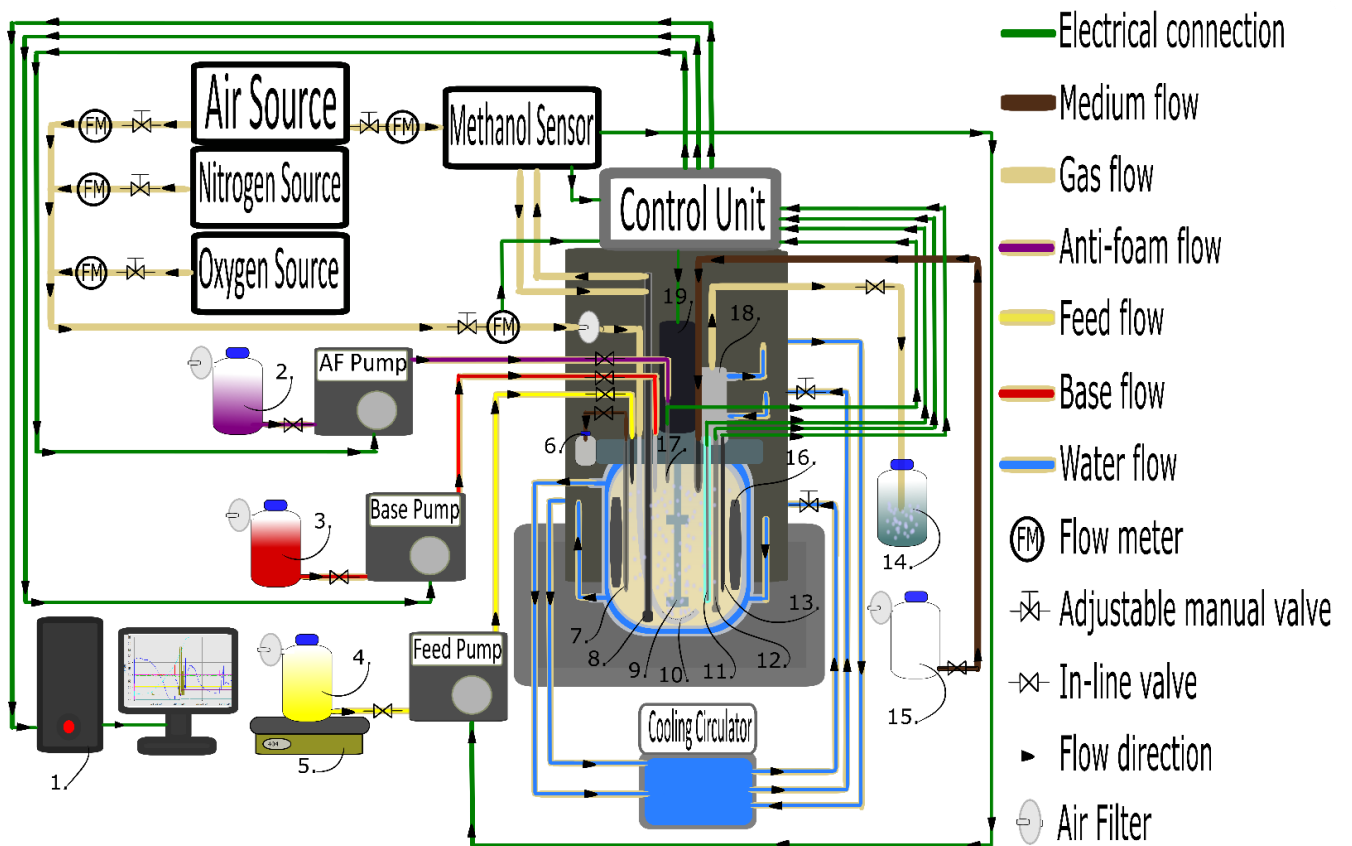 Air Source
Nitrogen Source
Oxygen Source
FM
FM
FM
FM
FM
Methanol Sensor
Control Unit
AF Pump
Base Pump
Feed Pump
Cooling Circulator
1.
2.
3.
4.
5.
6.
7.
8.
9.
10.
11.
12.
13.
14.
15.
16.
17.
18.
19.
Electrical connection
Medium flow
Gas flow
Anti-foam flow
Feed flow
Base flow
Water flow
FM Flow meter
Adjustable manual valve
In-line valve
Flow direction
Air Filter